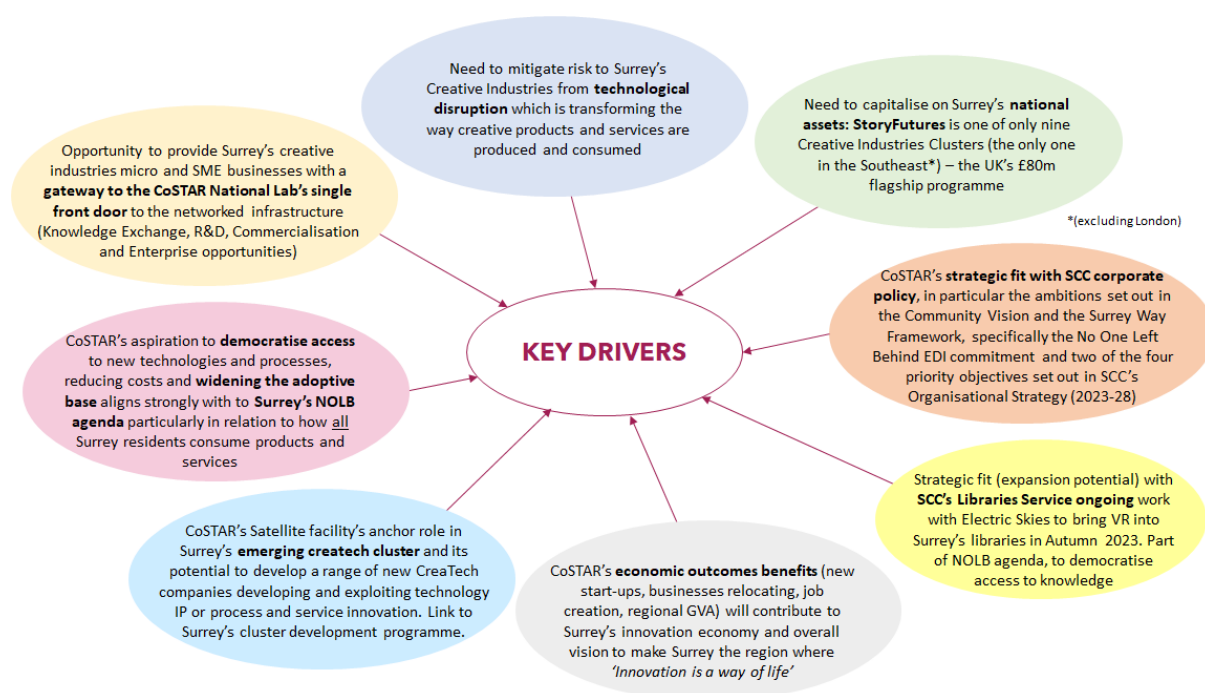 Need to mitigate risk to Surrey's
Creative Industries from technological
disruption which is transforming the
way creative products and services are
produced and consumed
Need to capitalise on Surrey's national
assets: StoryFutures is one of only nine
Creative Industries Clusters (the only one
in the Southeast*) – the UK's £80m
flagship programme
*(excluding London)
Opportunity to provide Surrey's creative
industries micro and SME businesses with a
gateway to the CoSTAR National Lab's single
front door to the networked infrastructure
(Knowledge Exchange, R&D, Commercialisation
and Enterprise opportunities)
CoSTAR's strategic fit with SCC corporate
policy, in particular the ambitions set out in
the Community Vision and the Surrey Way
Framework, specifically the No One Left
Behind EDI commitment and two of the four
priority objectives set out in SCC's
Organisational Strategy (2023-28)
KEY DRIVERS
CoSTAR's aspiration to democratise access
to new technologies and processes,
reducing costs and widening the adoptive
base aligns strongly with to Surrey's NOLB
agenda particularly in relation to how all
Surrey residents consume products and
services
Strategic fit (expansion potential) with
SCC's Libraries Service ongoing work
with Electric Skies to bring VR into
Surrey's libraries in Autumn 2023. Part
of NOLB agenda, to democratise
access to knowledge
CoSTAR's Satellite facility's anchor role in
Surrey's emerging createch cluster and its
potential to develop a range of new CreaTech
companies developing and exploiting technology
IP or process and service innovation. Link to
Surrey's cluster development programme.
CoSTAR's economic outcomes benefits (new
start-ups, businesses relocating, job
creation, regional GVA) will contribute to
Surrey's innovation economy and overall
vision to make Surrey the region where
'Innovation is a way of life'